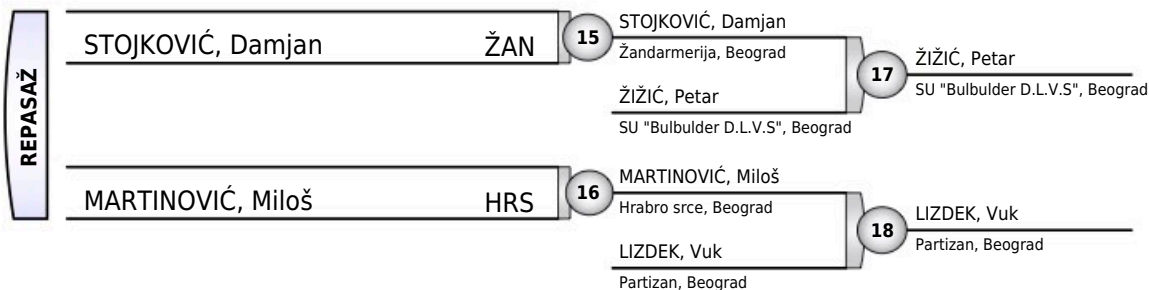 REPASAŽ
STOJKOVIĆ, Damjan ŽAN
15
STOJKOVIĆ, Damjan
Žandarmerija, Beograd
ŽIŽIĆ, Petar
SU "Bulbulder D.L.V.S", Beograd
17
ŽIŽIĆ, Petar
SU "Bulbulder D.L.V.S", Beograd
MARTINOVIĆ, Miloš HRS
16
MARTINOVIĆ, Miloš
Hrabro srce, Beograd
LIZDEK, Vuk
Partizan, Beograd
18
LIZDEK, Vuk
Partizan, Beograd